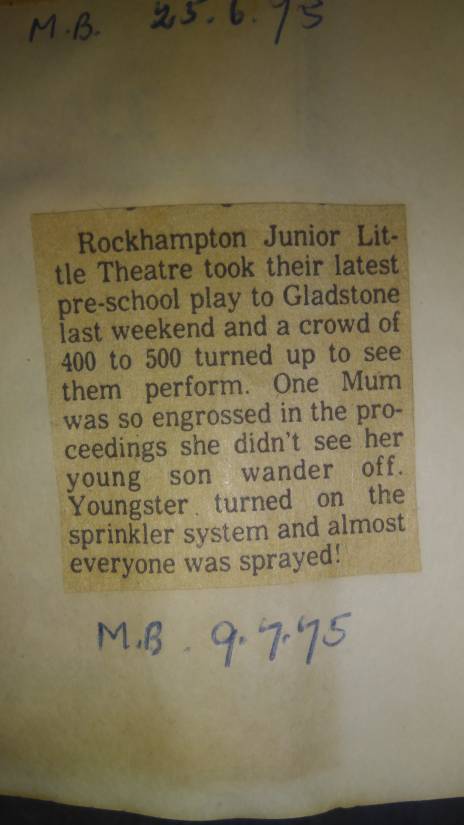 M.B. 25.6.75
Rockhampton Junior Lit-
tle Theatre took their latest
pre-school play to Gladstone
last weekend and a crowd of
400 to 500 turned up to see
them perform. One Mum
was so engrossed in the pro-
ceedings she didn't see her
young son wander off.
Youngster turned on the
sprinkler system and almost
everyone was sprayed!
M.B. 9.7.75